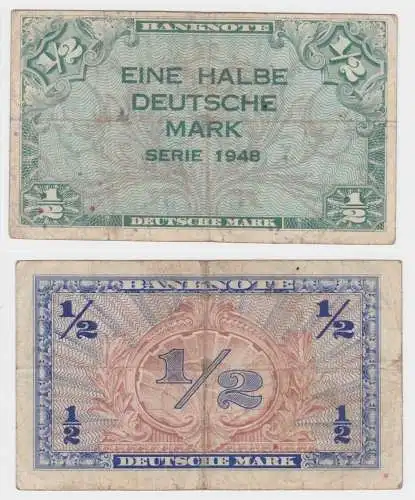 BANKNOTE
1/2 1/2
EINE HALBE
DEUTSCHE
MARK
SERIE 1948
1/2 1/2
DEUTSCHE MARK
BANKNOTE
1/2 1/2
1/2
1/2 1/2
DEUTSCHE MARK